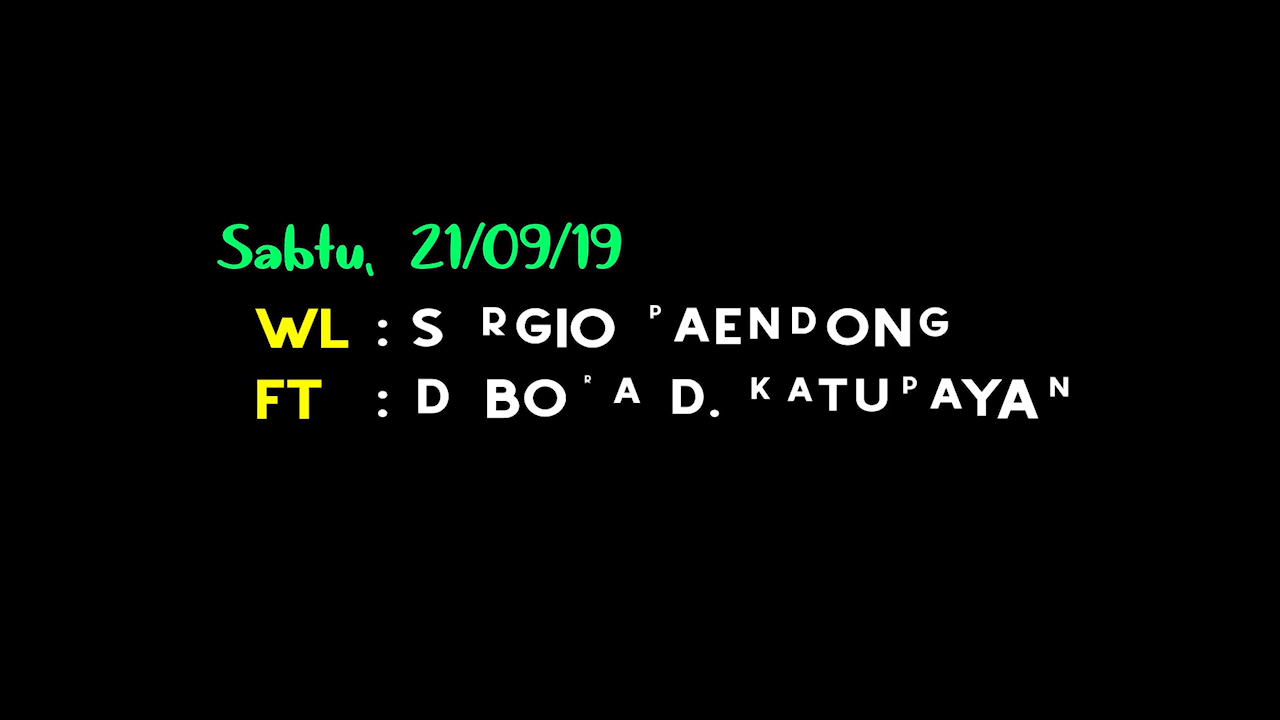 Sabtu, 21/09/19
WL : S RGIO PAENDONG
FT : D BORA D. KATUPAYAN